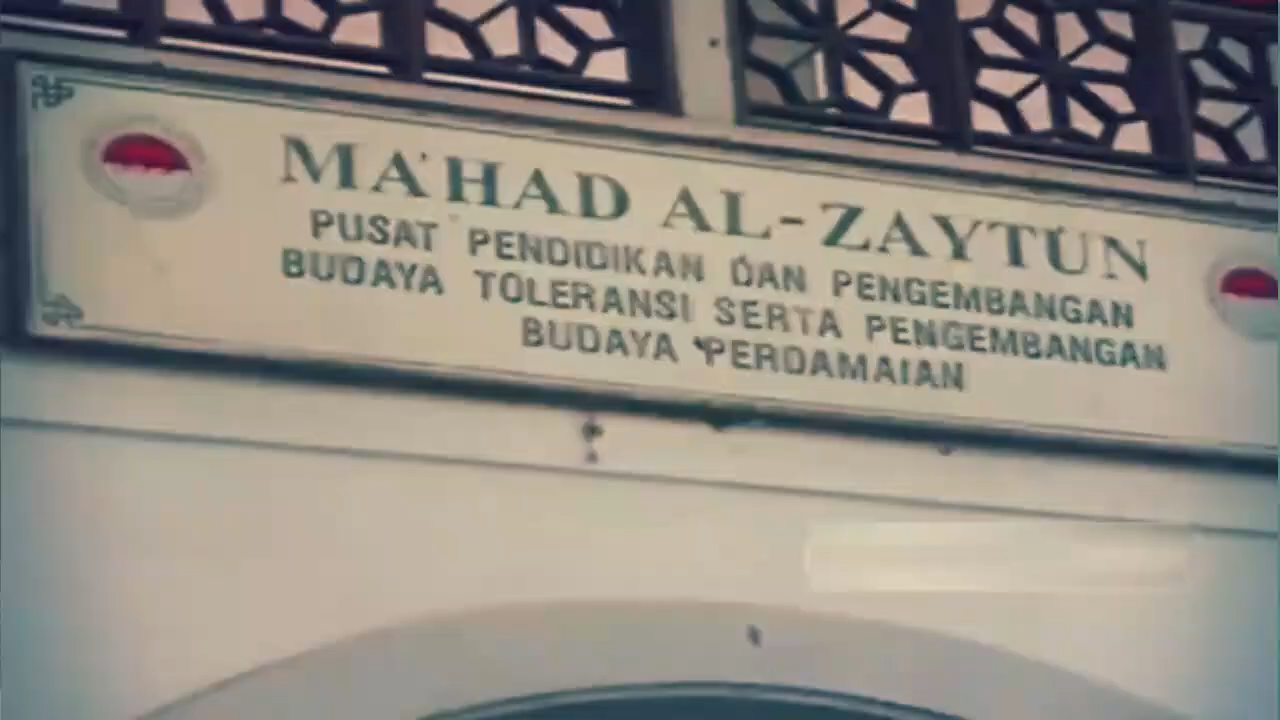 MA'HAD AL-ZAYTUN
PUSAT PENDIDIKAN DAN PENGEMBANGAN
BUDAYA TOLERANSI SERTA PENGEMBANGAN
BUDAYA PERDAMAIAN